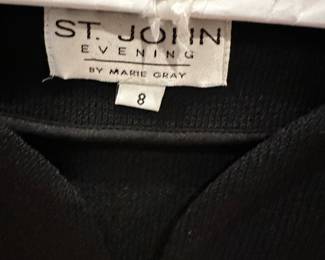 ST. JOHN
EVENING
BY MARIE GRAY
8